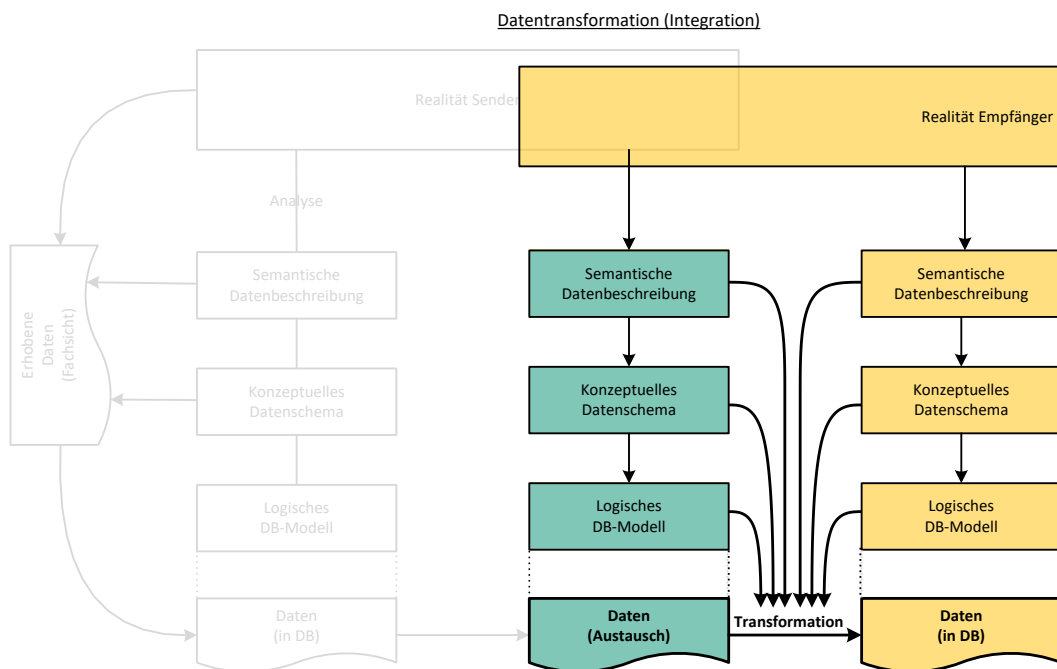 Datentransformation (Integration)
Realität Sender
Realität Empfänger
Analyse
Erhobene
Daten
(Fachsicht)
Semantische
Datenbeschreibung
Konzeptuelles
Datenschema
Logisches
DB-Modell
Daten
(in DB)
Semantische
Datenbeschreibung
Konzeptuelles
Datenschema
Logisches
DB-Modell
Daten
(Austausch)
Transformation
Semantische
Datenbeschreibung
Konzeptuelles
Datenschema
Logisches
DB-Modell
Daten
(in DB)